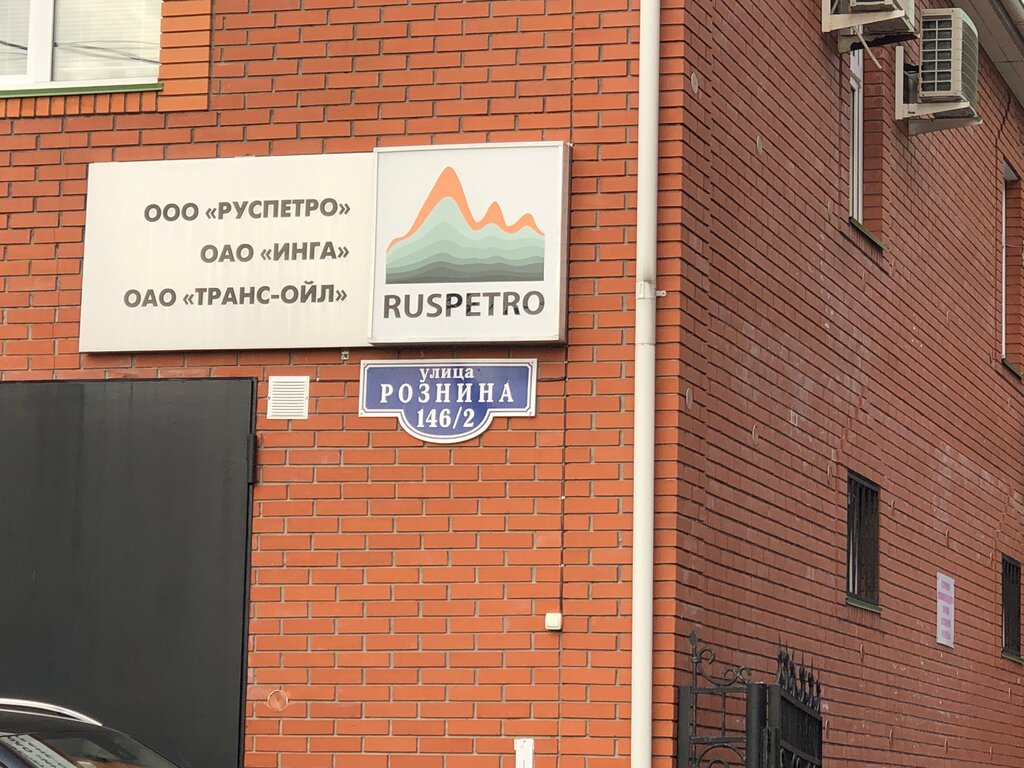 ООО «РУСПЕТРО»
ОАО «ИНГА»
ОАО «ТРАНС-ОЙЛ»
RUSPETRO
улица
РОЗНИНА
146/2